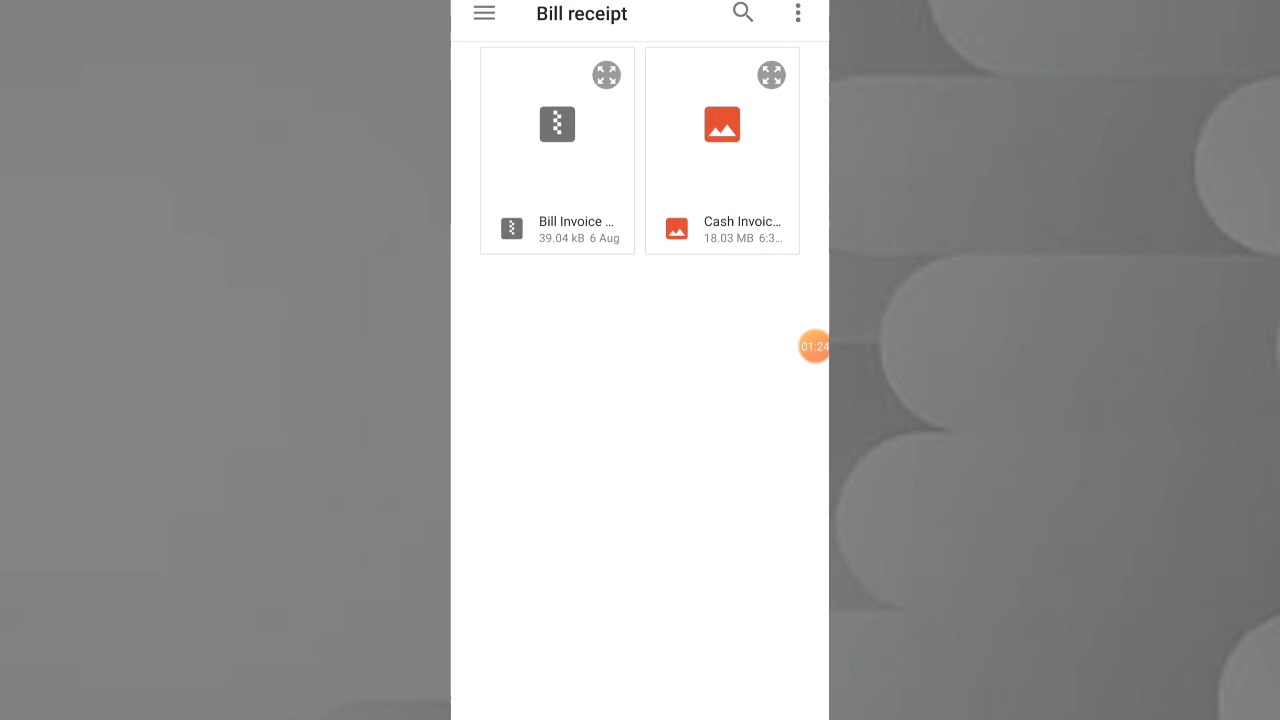 Bill receipt
Bill Invoice ...
39.04 kB 6 Aug
Cash Invoic...
18.03 MB 6:3...
01:24